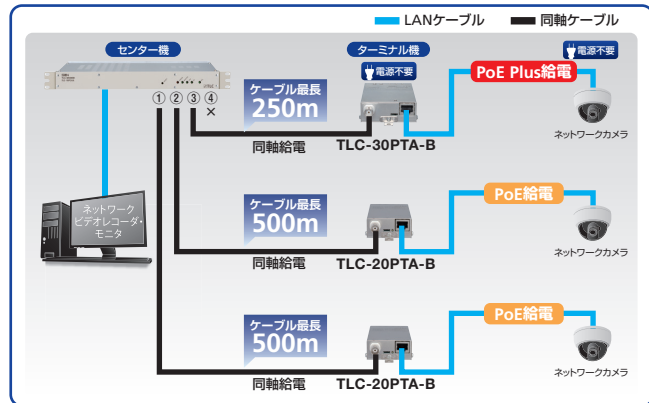 LANケーブル 同軸ケーブル
センター機 ターミナル機
電源不要 電源不要
ケーブル最長
250m
PoE Plus給電
① ② ③ ④
×
同軸給電 TLC-30PTA-B
ネットワークカメラ
ネットワーク
ビデオレコーダ・
モニタ
ケーブル最長
500m
PoE給電
同軸給電 TLC-20PTA-B
ネットワークカメラ
ケーブル最長
500m
PoE給電
同軸給電 TLC-20PTA-B
ネットワークカメラ